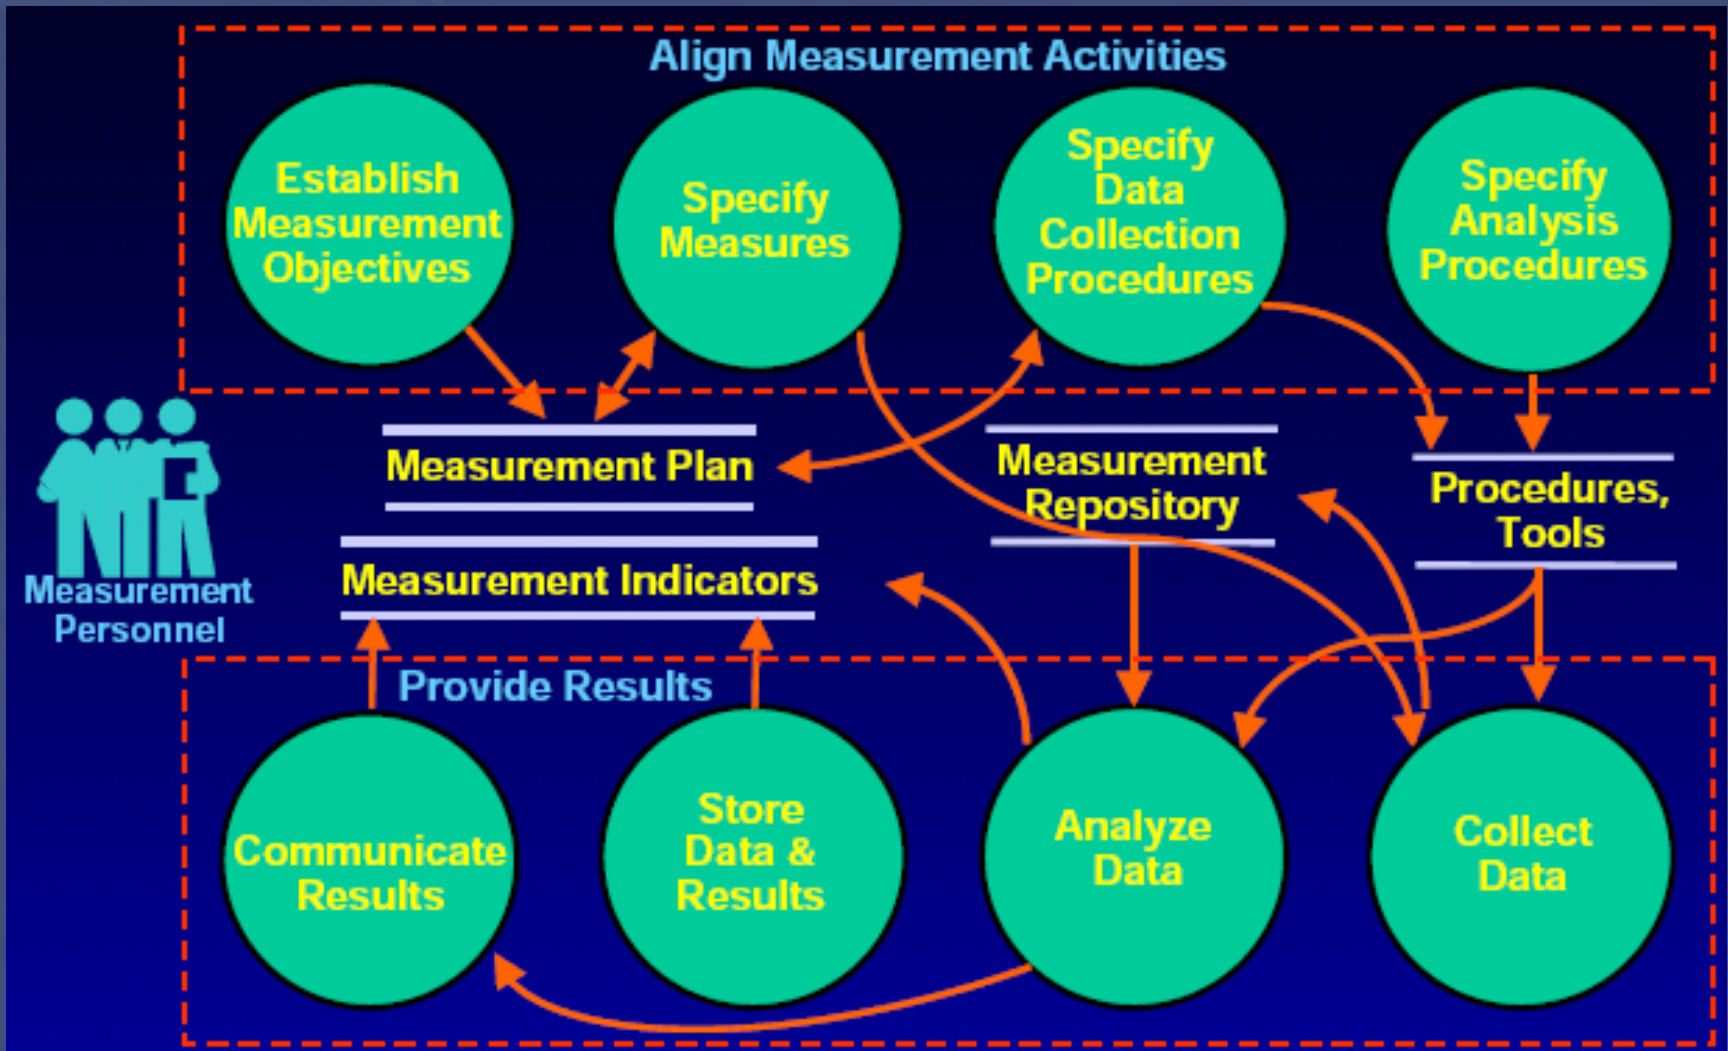 Align Measurement Activities
Establish
Measurement
Objectives
Specify
Measures
Specify
Data
Collection
Procedures
Specify
Analysis
Procedures
Measurement
Personnel
Measurement Plan
Measurement Indicators
Measurement
Repository
Procedures,
Tools
Provide Results
Communicate
Results
Store
Data &
Results
Analyze
Data
Collect
Data